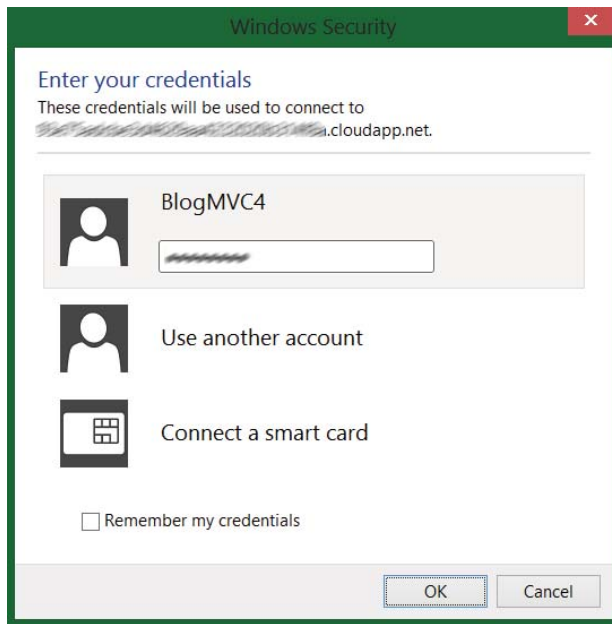 Windows Security
Enter your credentials
These credentials will be used to connect to
.cloudapp.net.
BlogMVC4
Use another account
Connect a smart card
Remember my credentials
OK
Cancel